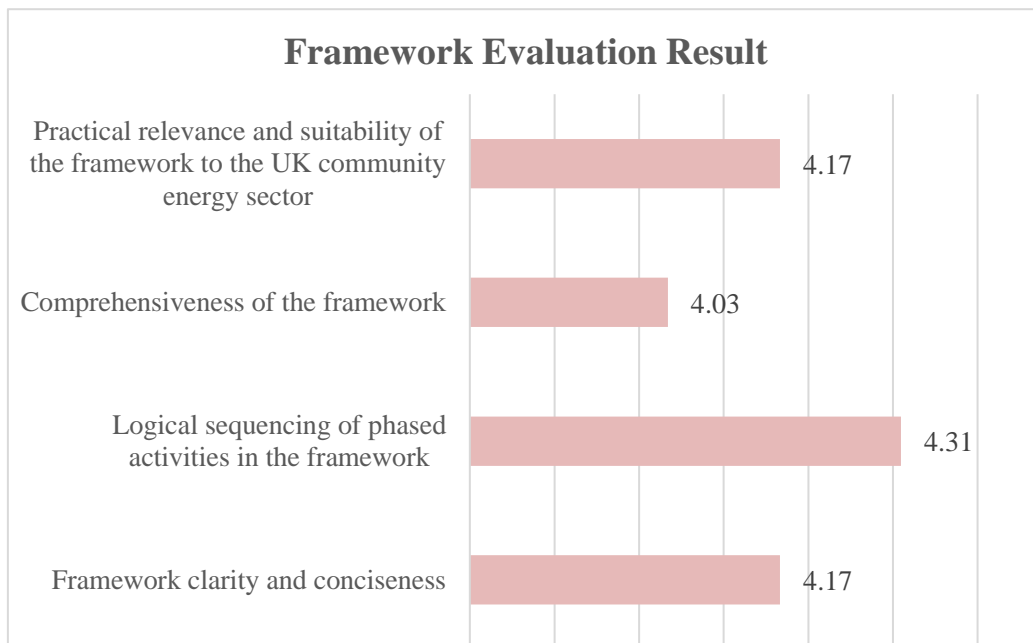 Framework Evaluation Result
Practical relevance and suitability of
the framework to the UK community
energy sector
4.17
Comprehensiveness of the framework
4.03
Logical sequencing of phased
activities in the framework
4.31
Framework clarity and conciseness
4.17